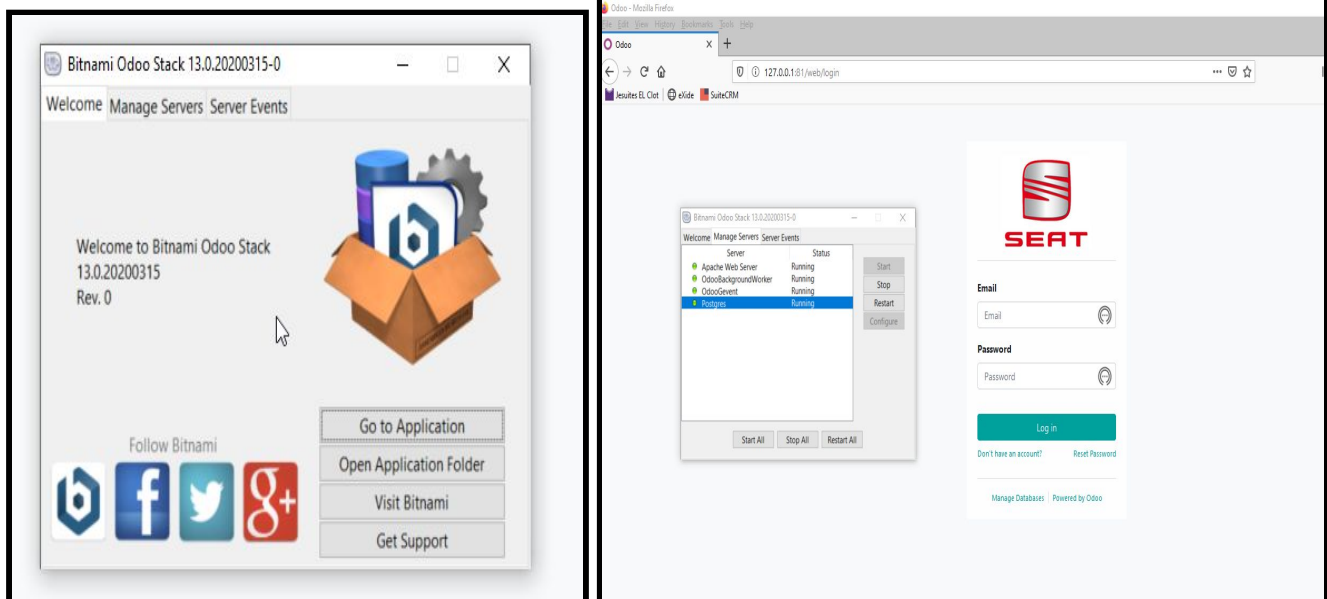 Bitnami Odoo Stack 13.0.20200315-0
Welcome Manage Servers Server Events
Welcome to Bitnami Odoo Stack
13.0.20200315
Rev. 0
Follow Bitnami
Go to Application
Open Application Folder
Visit Bitnami
Get Support
Odoo - Mozilla Firefox
File Edit View History Bookmarks Tools Help
Odoo
127.0.0.1:81/web/login
Jesuites EL Clot eXide SuiteCRM
Bitnami Odoo Stack 13.0.20200315-0
Welcome Manage Servers Server Events
Server Status
Apache Web Server Running
OdooBackgroundWorker Running
OdooGevent Running
Postgres Running
Start
Stop
Restart
Configure
Start All Stop All Restart All
SEAT
Email
Email
Password
Password
Log in
Don't have an account? Reset Password
Manage Databases Powered by Odoo